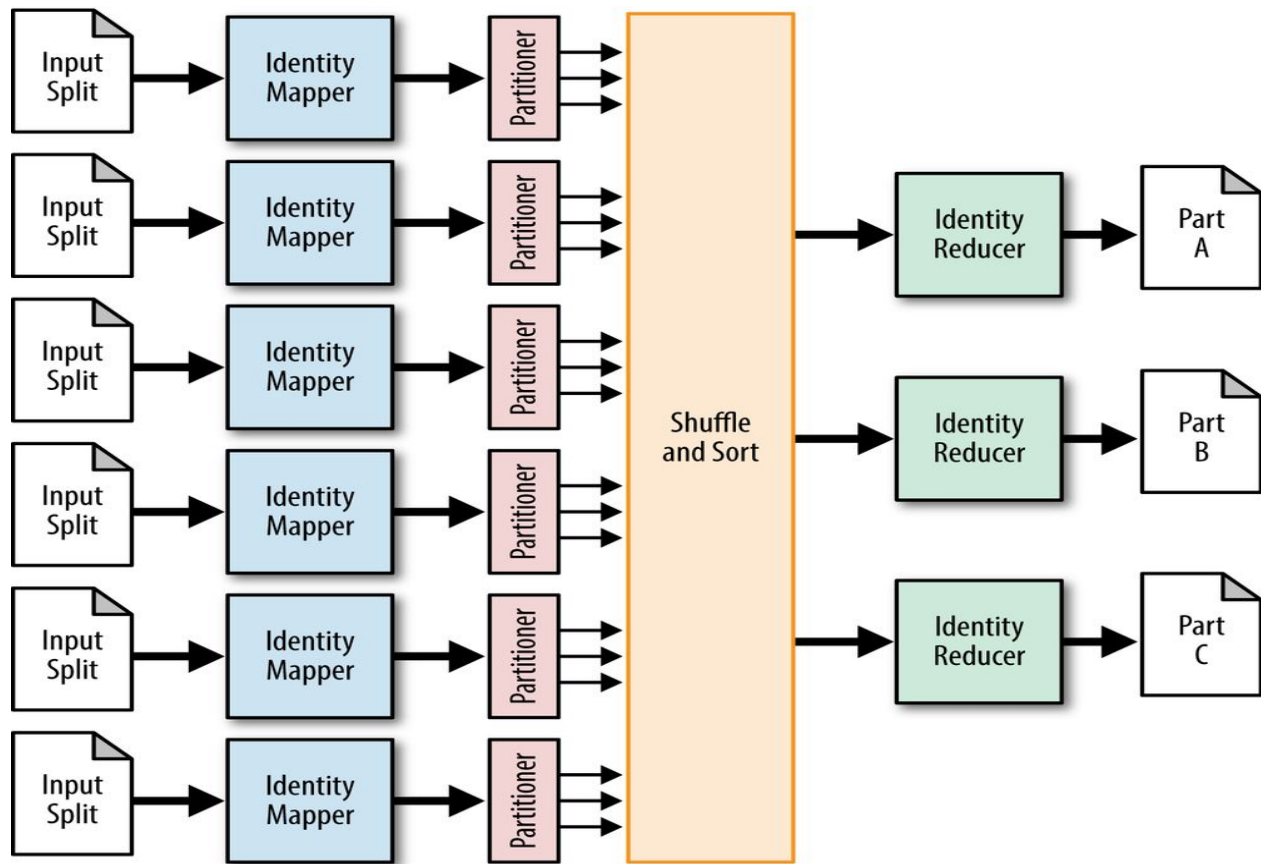 Input
Split
Identity
Mapper
Partitioner
Input
Split
Identity
Mapper
Partitioner
Input
Split
Identity
Mapper
Partitioner
Input
Split
Identity
Mapper
Partitioner
Input
Split
Identity
Mapper
Partitioner
Input
Split
Identity
Mapper
Partitioner
Shuffle
and Sort
Identity
Reducer
Part
A
Identity
Reducer
Part
B
Identity
Reducer
Part
C